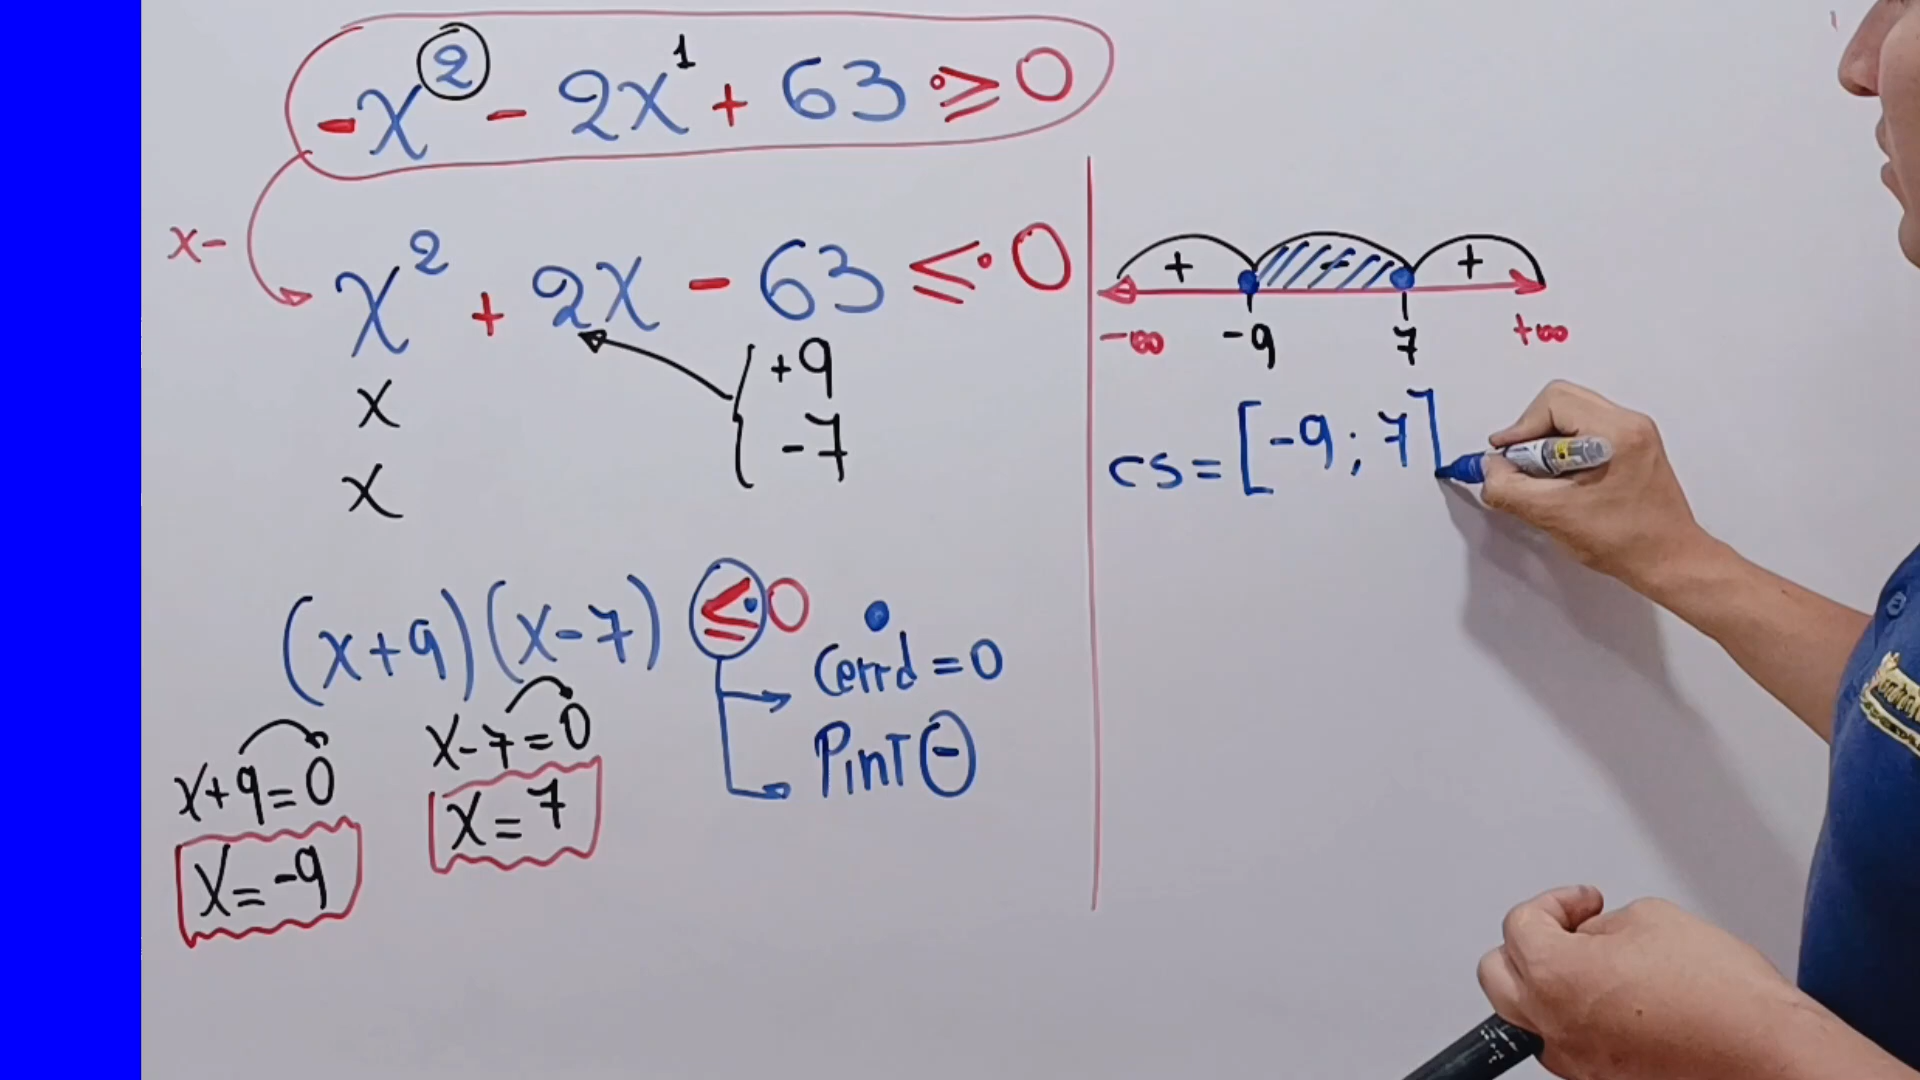 -x² - 2x¹ + 63 ≥ 0
x-
x² + 2x - 63 ≤ 0
x
+9
x
-7
(x+9)(x-7) ≤ 0
Cerrd = 0
Pint ⊖
x+9=0
x-7=0
x=-9
x=7
+ - +
-∞ -9 7 +∞
cs = [-9; 7]